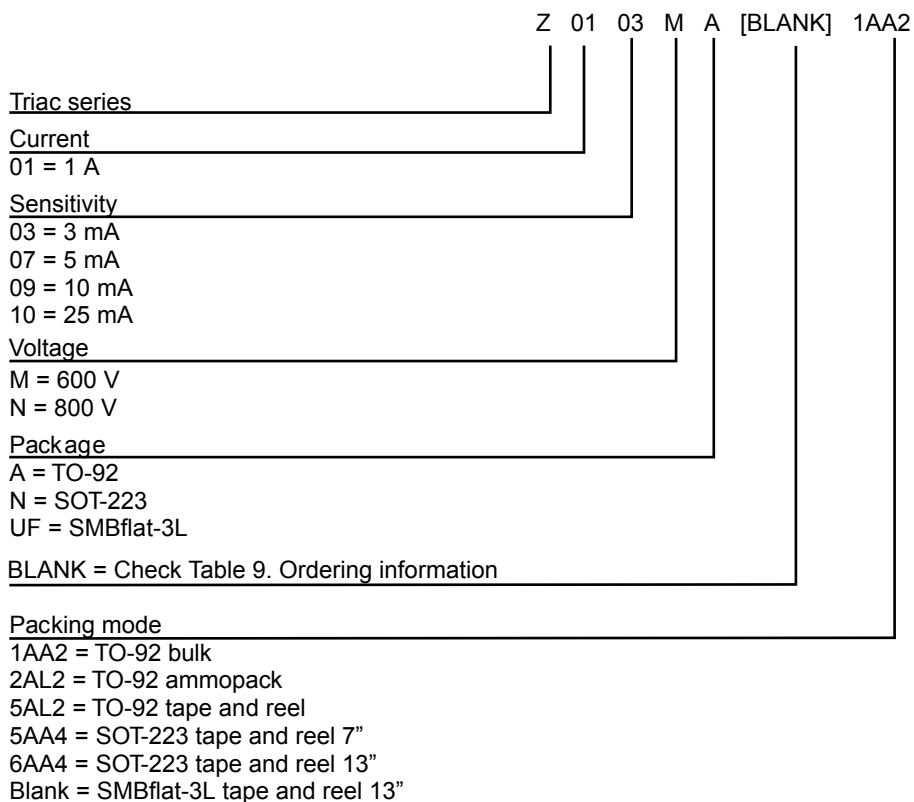 Z 01 03 M A [BLANK] 1AA2
Triac series
Current
01 = 1 A
Sensitivity
03 = 3 mA
07 = 5 mA
09 = 10 mA
10 = 25 mA
Voltage
M = 600 V
N = 800 V
Package
A = TO-92
N = SOT-223
UF = SMBflat-3L
BLANK = Check Table 9. Ordering information
Packing mode
1AA2 = TO-92 bulk
2AL2 = TO-92 ammopack
5AL2 = TO-92 tape and reel
5AA4 = SOT-223 tape and reel 7”
6AA4 = SOT-223 tape and reel 13”
Blank = SMBflat-3L tape and reel 13”